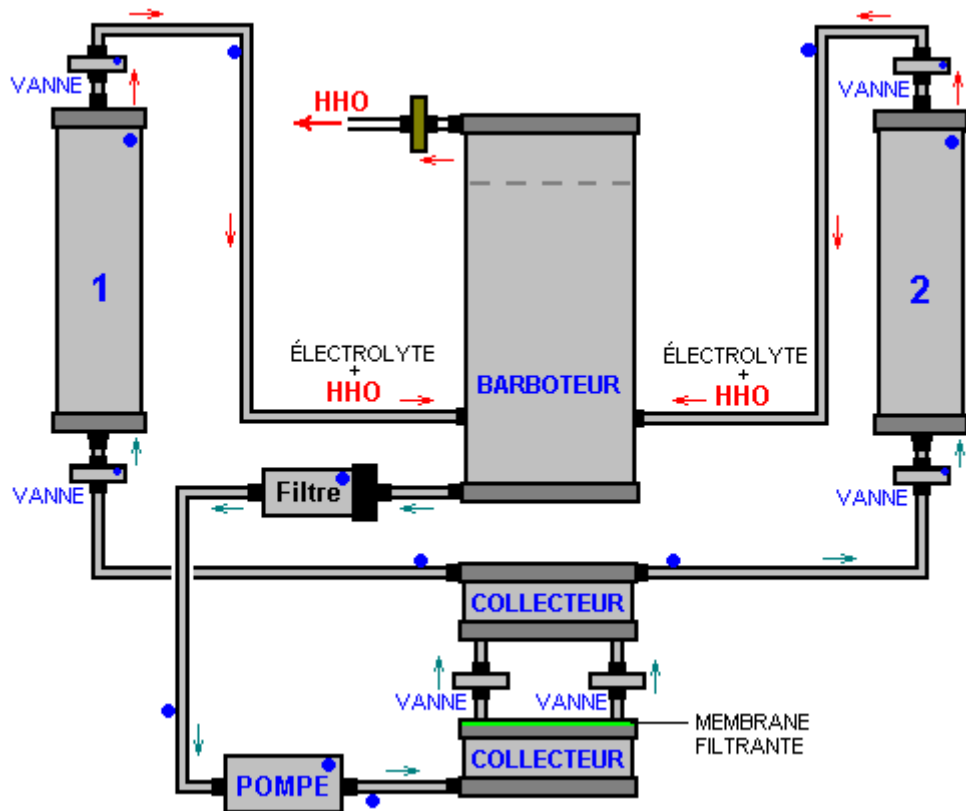 VANNE
VANNE
HHO
1
2
ÉLECTROLYTE
+
HHO
BARBOTEUR
ÉLECTROLYTE
+
HHO
VANNE
Filtre
VANNE
COLLECTEUR
VANNE
VANNE
MEMBRANE
FILTRANTE
COLLECTEUR
POMPE